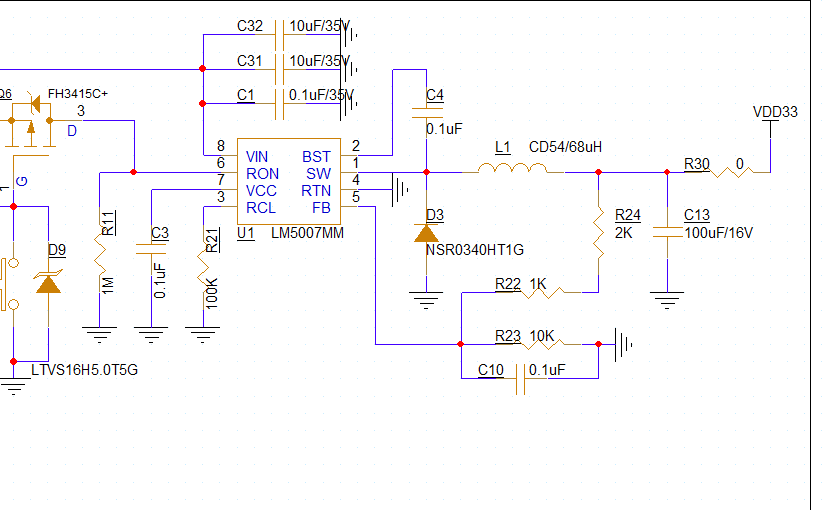 C32 10uF/35V
C31 10uF/35V
Q6 FH3415C+
C1 0.1uF/35V
C4
3
VDD33
D
0.1uF
8 VIN BST 2
L1 CD54/68uH
6 RON SW 1
R30 0
7 VCC RTN 4
G
1
3 RCL FB 5
R11
D3
R24
C13
U1 LM5007MM
C3
R21
2K
100uF/16V
D9
NSR0340HT1G
1M
0.1uF
100K
R22 1K
R23 10K
LTVS16H5.0T5G
C10 0.1uF